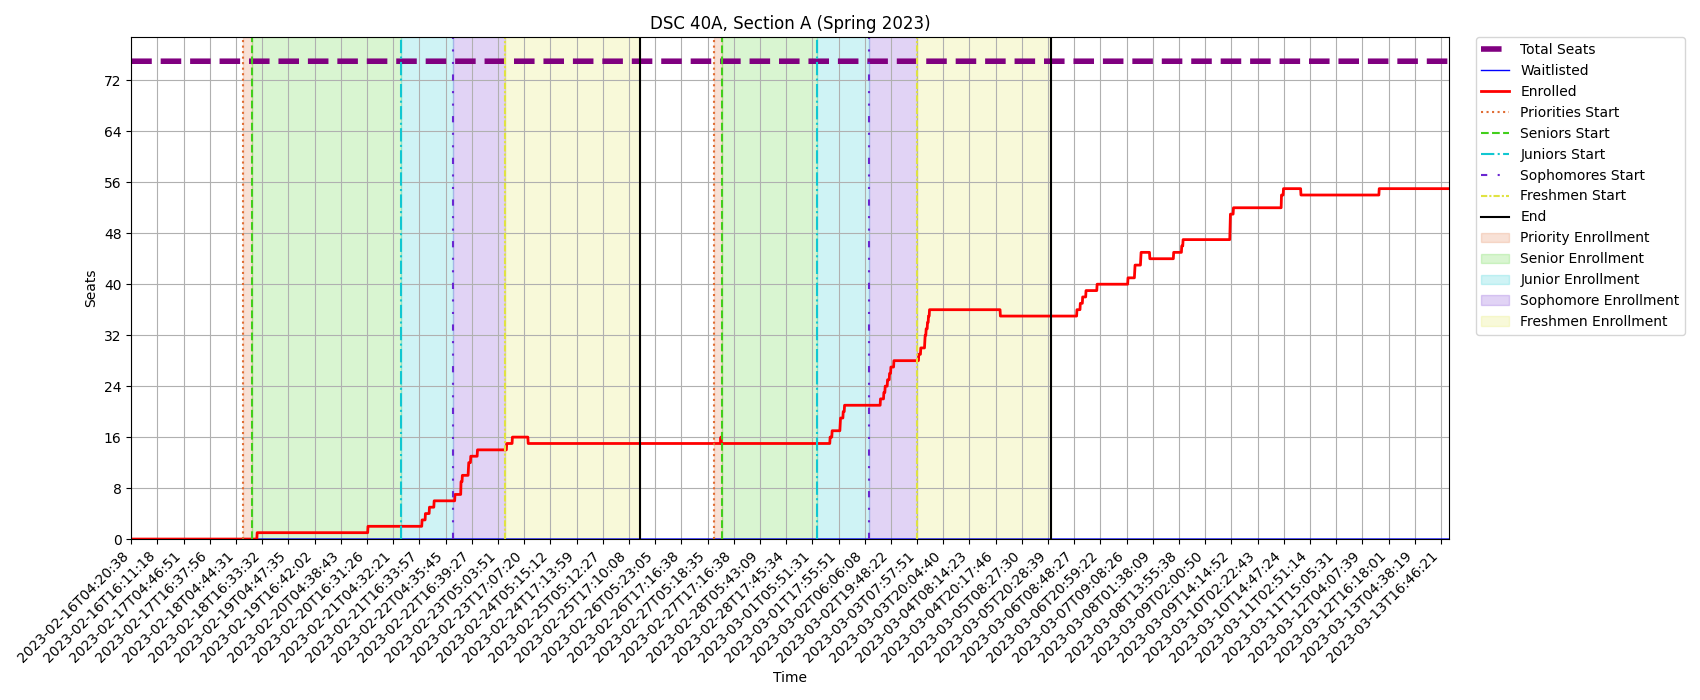 DSC 40A, Section A (Spring 2023)
Total Seats
Waitlisted
Enrolled
Priorities Start
Seniors Start
Juniors Start
Sophomores Start
Freshmen Start
End
Priority Enrollment
Senior Enrollment
Junior Enrollment
Sophomore Enrollment
Freshmen Enrollment
Seats
72
64
56
48
40
32
24
16
8
0
2023-02-16T04:20:38
2023-02-16T16:11:18
2023-02-17T04:46:51
2023-02-17T16:37:56
2023-02-18T04:44:31
2023-02-18T16:33:32
2023-02-19T04:47:35
2023-02-19T16:42:02
2023-02-20T04:38:43
2023-02-20T16:31:26
2023-02-21T04:32:21
2023-02-21T16:33:57
2023-02-22T04:35:45
2023-02-22T16:39:27
2023-02-23T05:03:51
2023-02-23T17:07:20
2023-02-24T05:15:12
2023-02-24T17:13:59
2023-02-25T05:12:27
2023-02-25T17:10:08
2023-02-26T05:23:05
2023-02-26T17:16:38
2023-02-27T05:18:35
2023-02-27T17:16:38
2023-02-28T05:43:09
2023-02-28T17:45:34
2023-03-01T05:51:31
2023-03-01T17:55:51
2023-03-02T06:06:08
2023-03-02T19:48:22
2023-03-03T07:57:51
2023-03-03T20:04:40
2023-03-04T08:14:23
2023-03-04T20:17:46
2023-03-05T08:27:30
2023-03-05T20:28:39
2023-03-06T08:48:27
2023-03-06T20:59:22
2023-03-07T09:08:26
2023-03-08T01:38:09
2023-03-08T13:55:38
2023-03-09T02:00:50
2023-03-09T14:14:52
2023-03-10T02:22:43
2023-03-10T14:47:24
2023-03-11T02:51:14
2023-03-11T15:05:31
2023-03-12T04:07:39
2023-03-12T16:18:01
2023-03-13T04:38:19
2023-03-13T16:46:21
Time